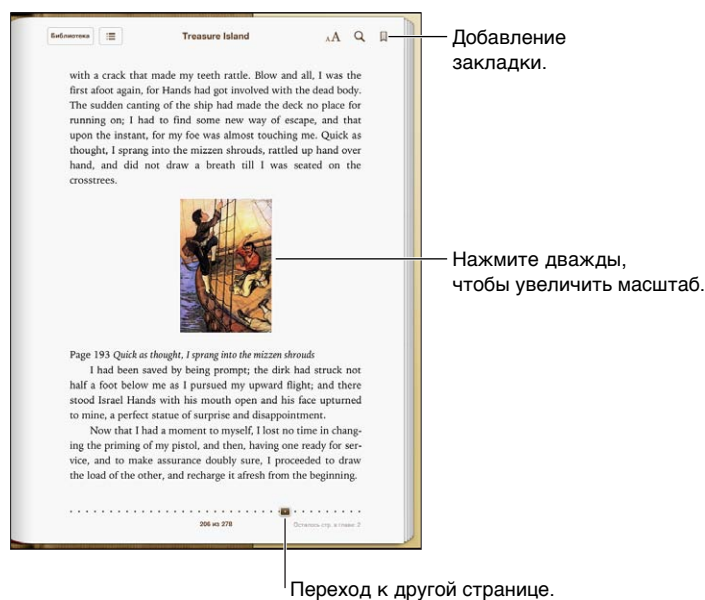 Библиотека
Treasure Island
AA
Добавление
закладки.
with a crack that made my teeth rattle. Blow and all, I was the
first afoot again, for Hands had got involved with the dead body.
The sudden canting of the ship had made the deck no place for
running on; I had to find some new way of escape, and that
upon the instant, for my foe was almost touching me. Quick as
thought, I sprang into the mizzen shrouds, rattled up hand over
hand, and did not draw a breath till I was seated on the
crosstrees.
Нажмите дважды,
чтобы увеличить масштаб.
Page 193 Quick as thought, I sprang into the mizzen shrouds
I had been saved by being prompt; the dirk had struck not
half a foot below me as I pursued my upward flight; and there
stood Israel Hands with his mouth open and his face upturned
to mine, a perfect statue of surprise and disappointment.
Now that I had a moment to myself, I lost no time in chang-
ing the priming of my pistol, and then, having one ready for ser-
vice, and to make assurance doubly sure, I proceeded to draw
the load of the other, and recharge it afresh from the beginning.
206 из 278
Осталось стр. в главе: 2
Переход к другой странице.